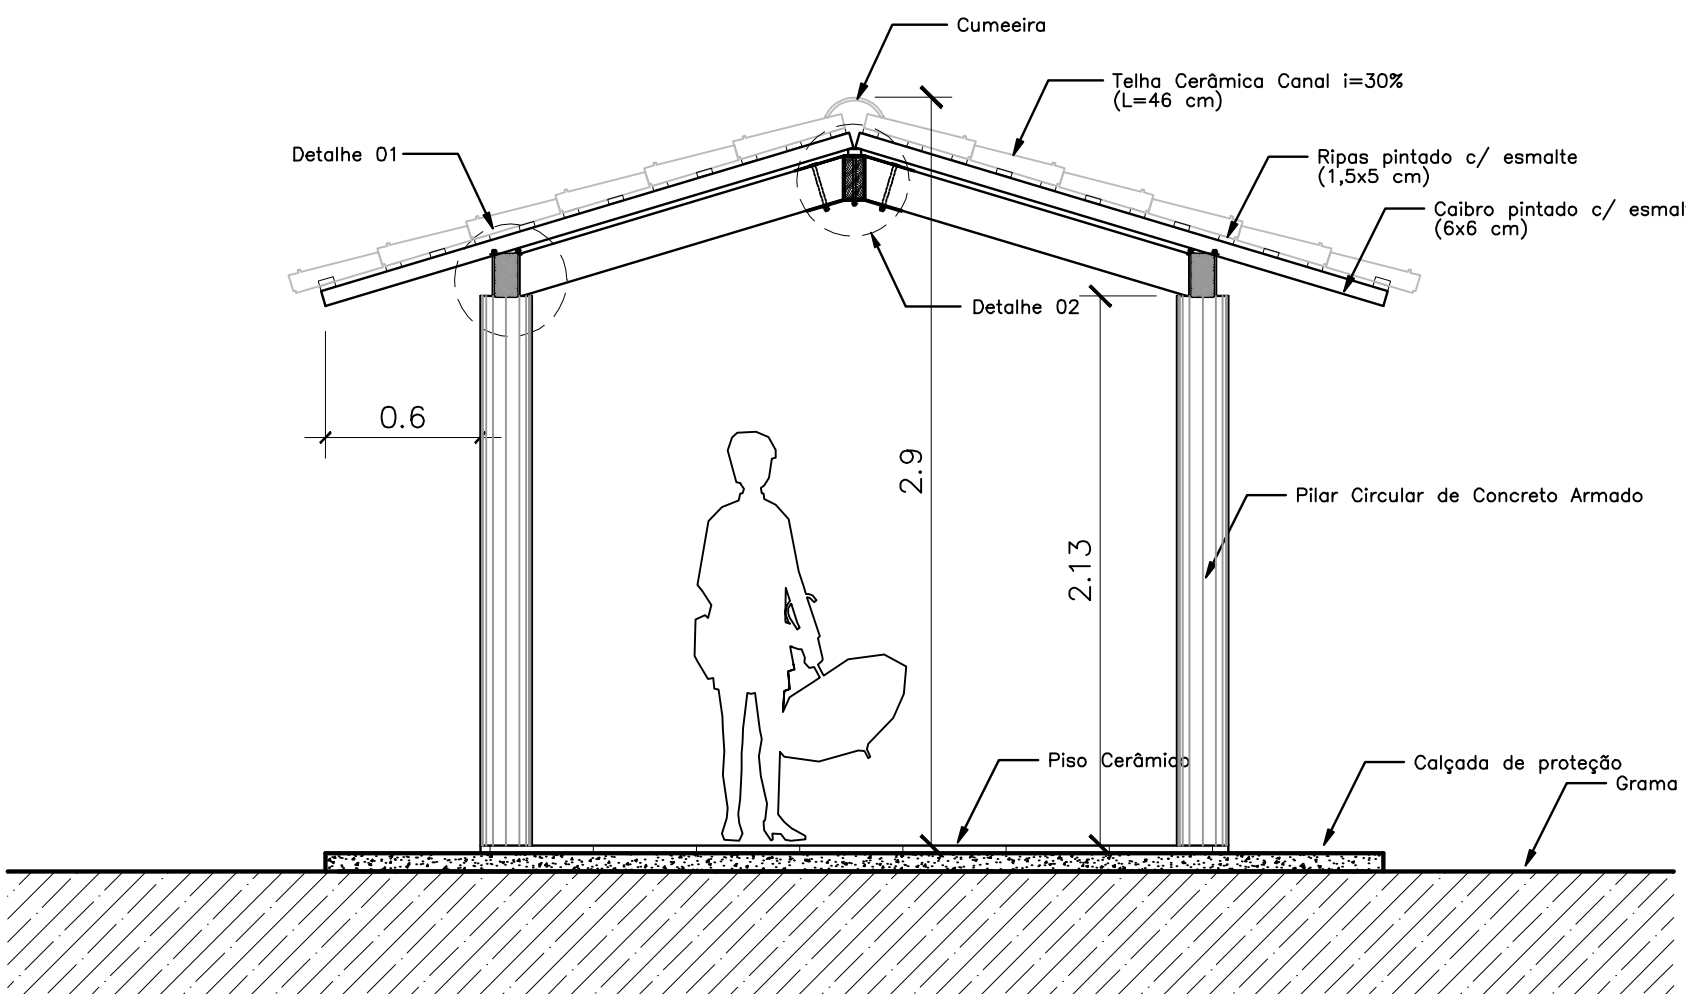 Cumeeira
Telha Cerâmica Canal i=30%
(L=46 cm)
Detalhe 01
Ripas pintado c/ esmalte
(1,5x5 cm)
Caibro pintado c/ esmal
(6x6 cm)
Detalhe 02
0.6
2.9
2.13
Pilar Circular de Concreto Armado
Piso Cerâmico
Calçada de proteção
Grama